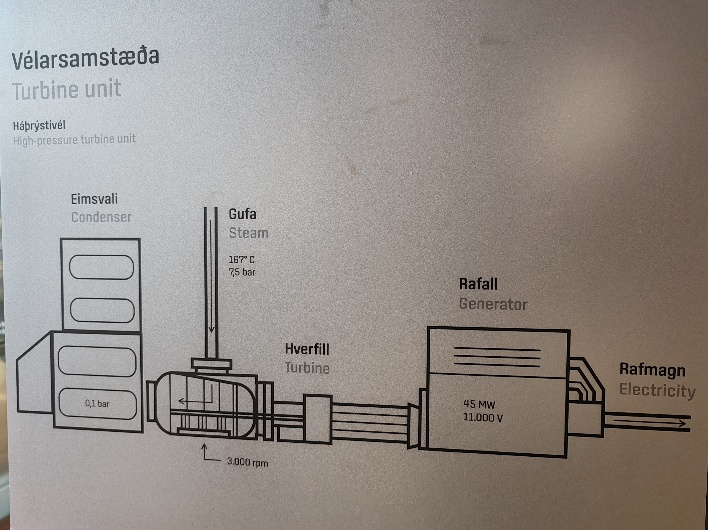 Vélarsamstæða
Turbine unit
Háþrýstivél
High-pressure turbine unit
Eimsvali
Condenser
Gufa
Steam
167° C
7,5 bar
Rafall
Generator
Hverfill
Turbine
Rafmagn
Electricity
0,1 bar
45 MW
11.000 V
3.000 rpm